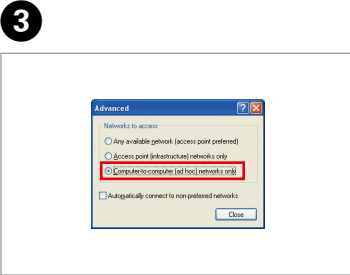 3
Advanced
Networks to access
Any available network (access point preferred)
Access point (infrastructure) networks only
Computer-to-computer (ad hoc) networks only
Automatically connect to non-preferred networks
Close